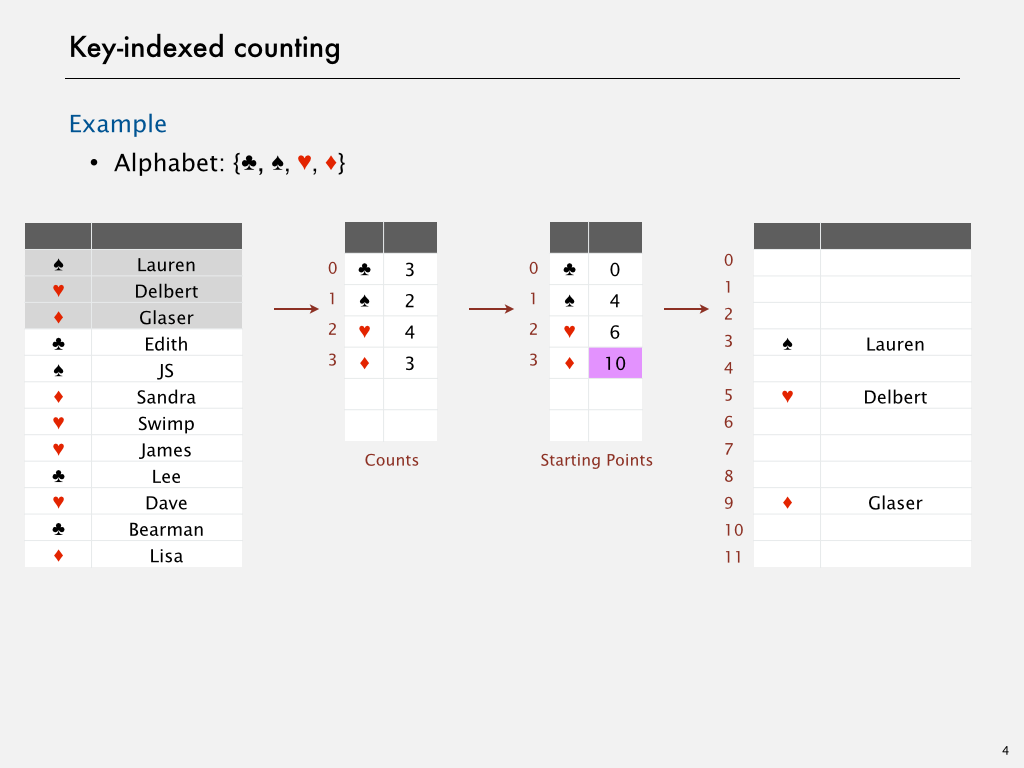 Key-indexed counting
Example
• Alphabet: {♣, ♠, ♥, ♦}
♠ Lauren
♥ Delbert
♦ Glaser
♣ Edith
♠ JS
♦ Sandra
♥ Swimp
♥ James
♣ Lee
♥ Dave
♣ Bearman
♦ Lisa
0 ♣ 3
1 ♠ 2
2 ♥ 4
3 ♦ 3
Counts
0 ♣ 0
1 ♠ 4
2 ♥ 6
3 ♦ 10
Starting Points
0
1
2
3 ♠ Lauren
4
5 ♥ Delbert
6
7
8
9 ♦ Glaser
10
11
4